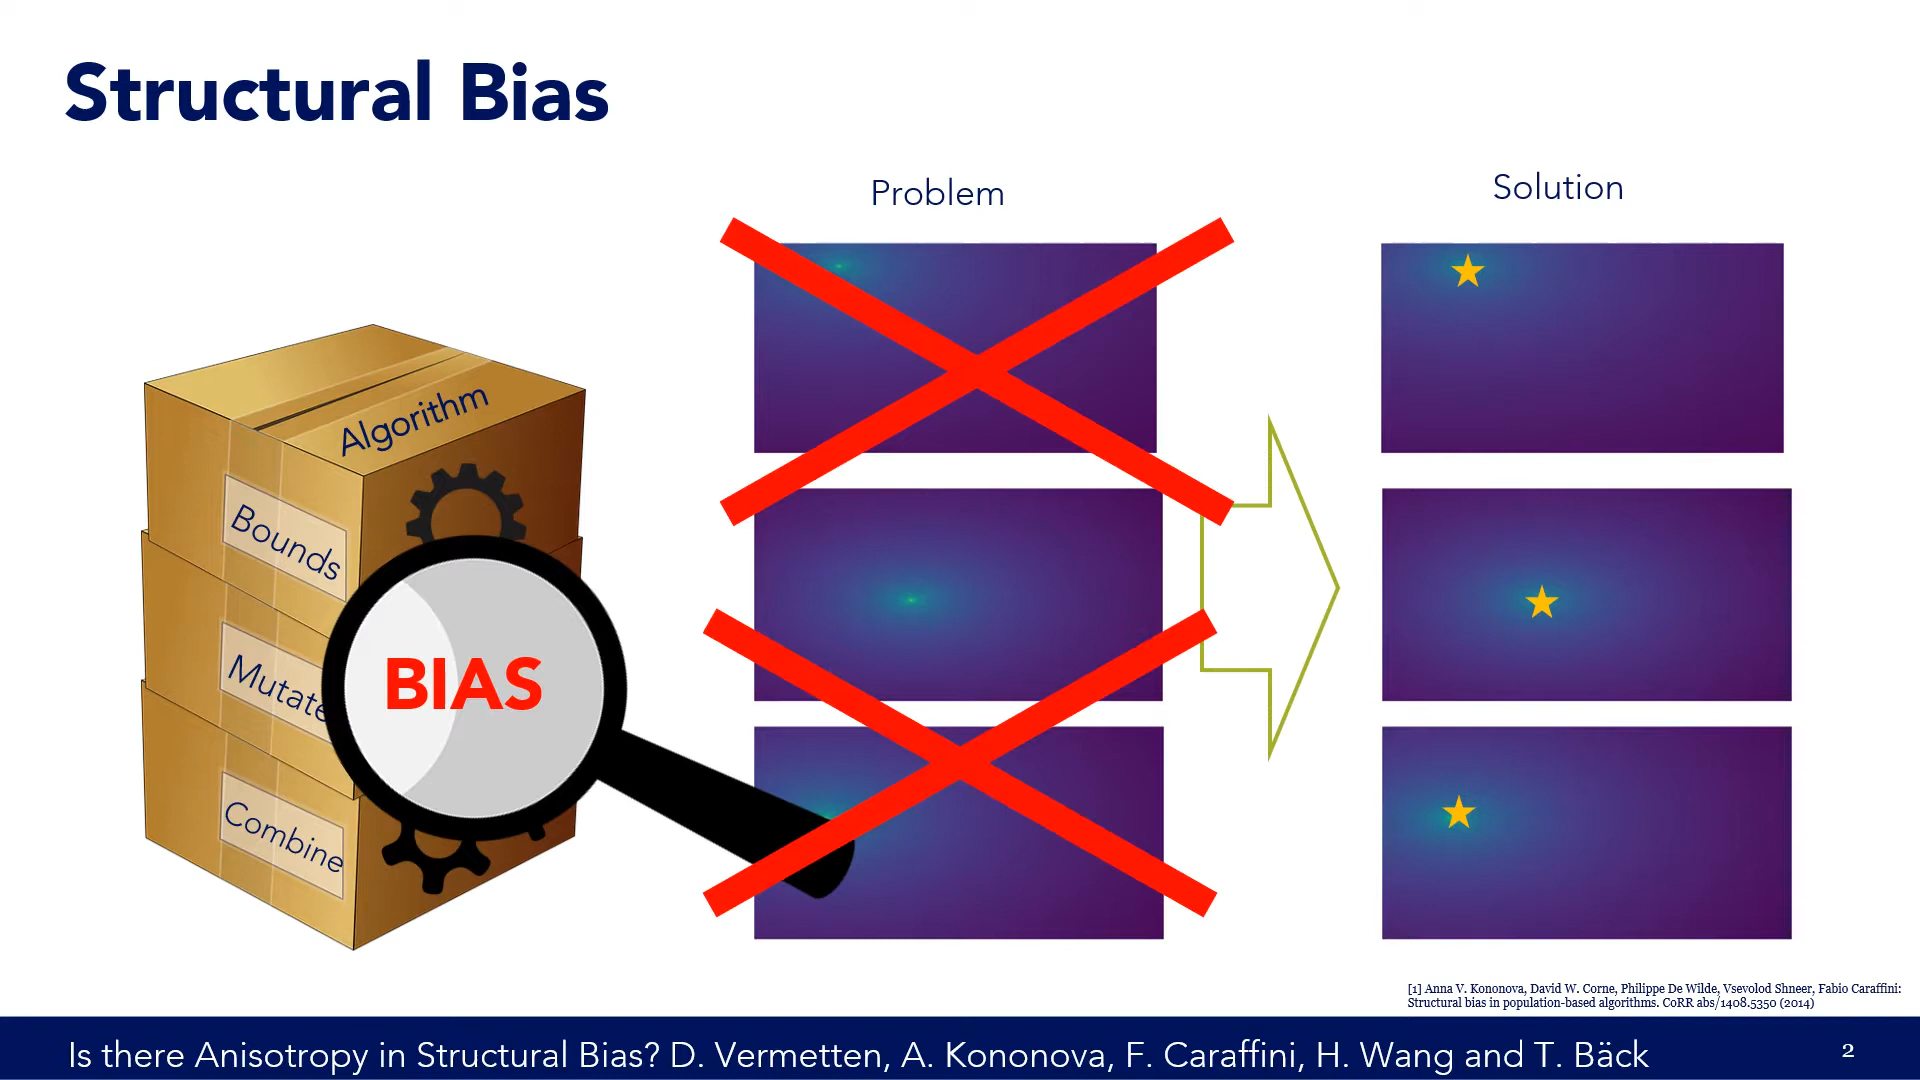 Structural Bias
Problem
Solution
Algorithm
Bounds
Mutate
Combine
BIAS
[1] Anna V. Kononova, David W. Corne, Philippe De Wilde, Vsevolod Shneer, Fabio Caraffini:
Structural bias in population-based algorithms. CoRR abs/1408.5350 (2014)
Is there Anisotropy in Structural Bias? D. Vermetten, A. Kononova, F. Caraffini, H. Wang and T. Bäck
2